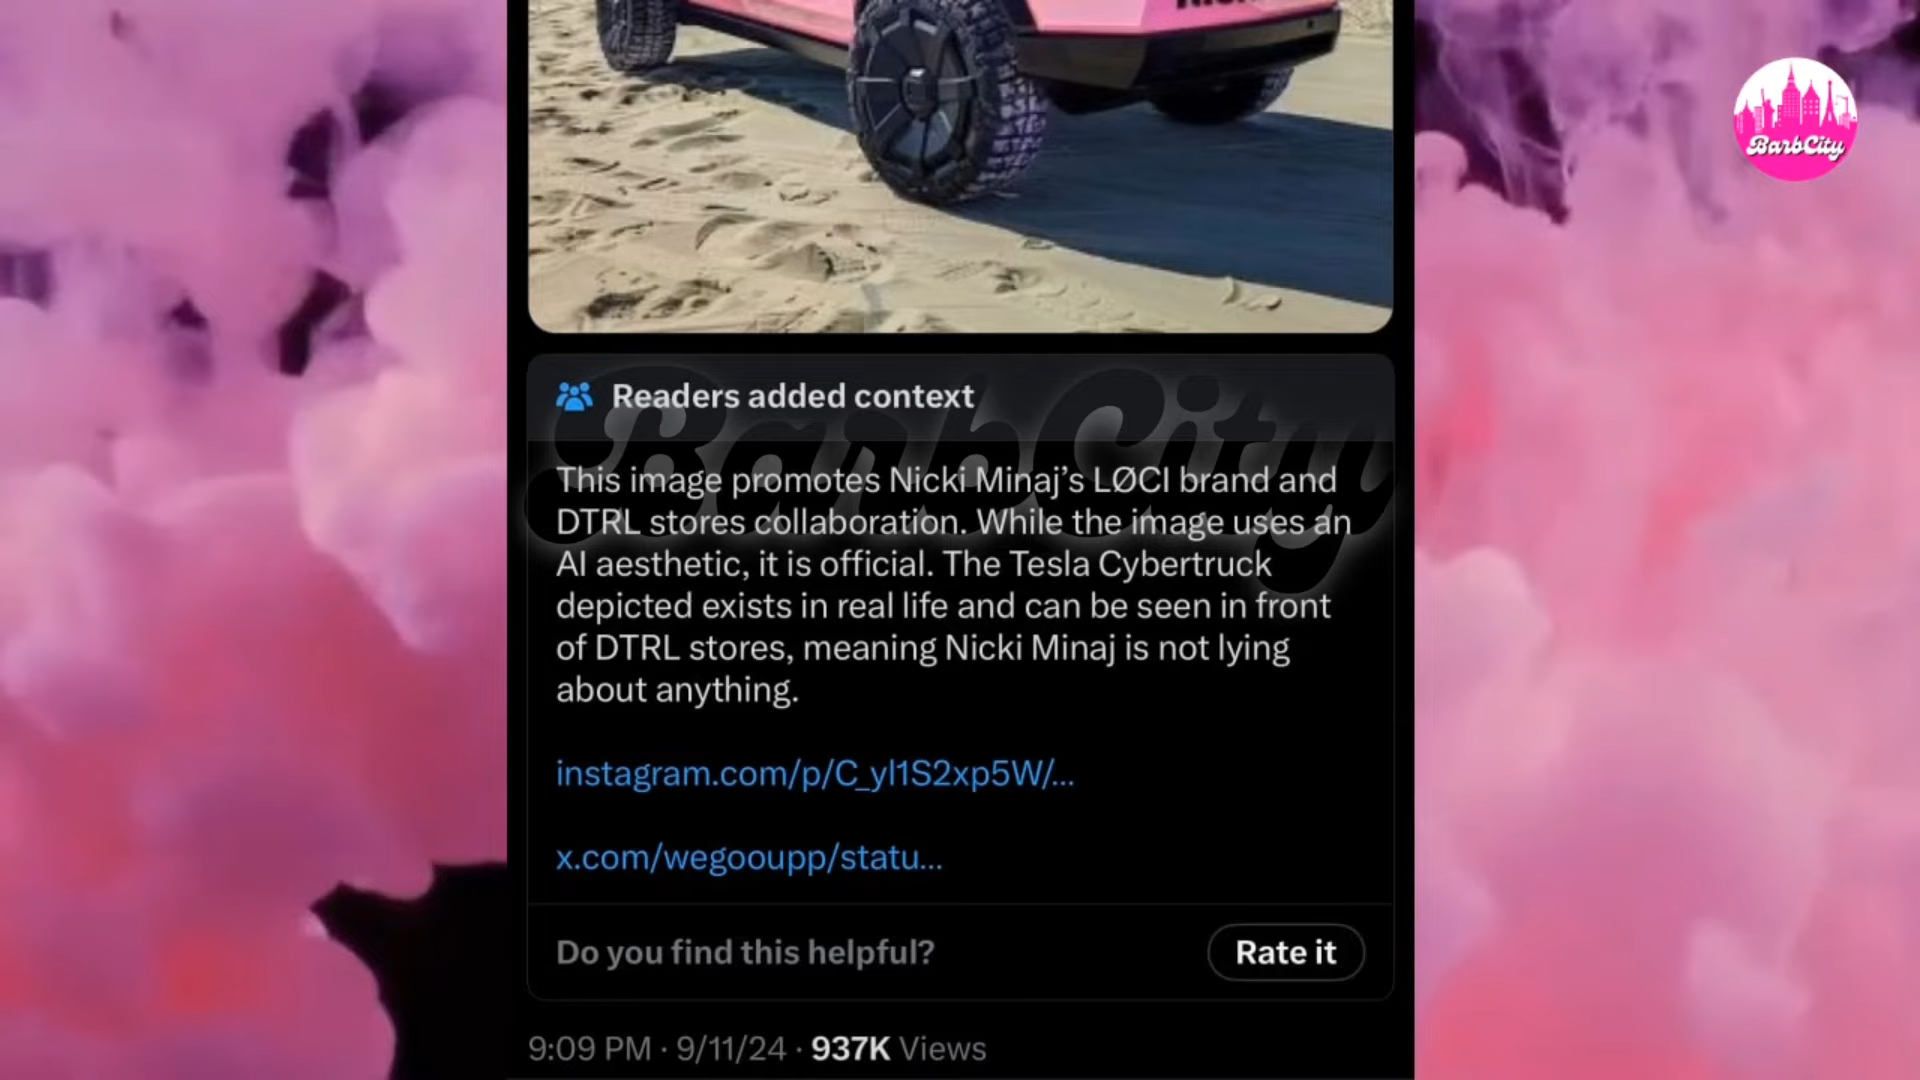 BarbCity
Readers added context
BarbCity
This image promotes Nicki Minaj’s LØCI brand and
DTRL stores collaboration. While the image uses an
AI aesthetic, it is official. The Tesla Cybertruck
depicted exists in real life and can be seen in front
of DTRL stores, meaning Nicki Minaj is not lying
about anything.
instagram.com/p/C_yl1S2xp5W/...
x.com/wegooupp/statu...
Do you find this helpful?
Rate it
9:09 PM · 9/11/24 · 937K Views